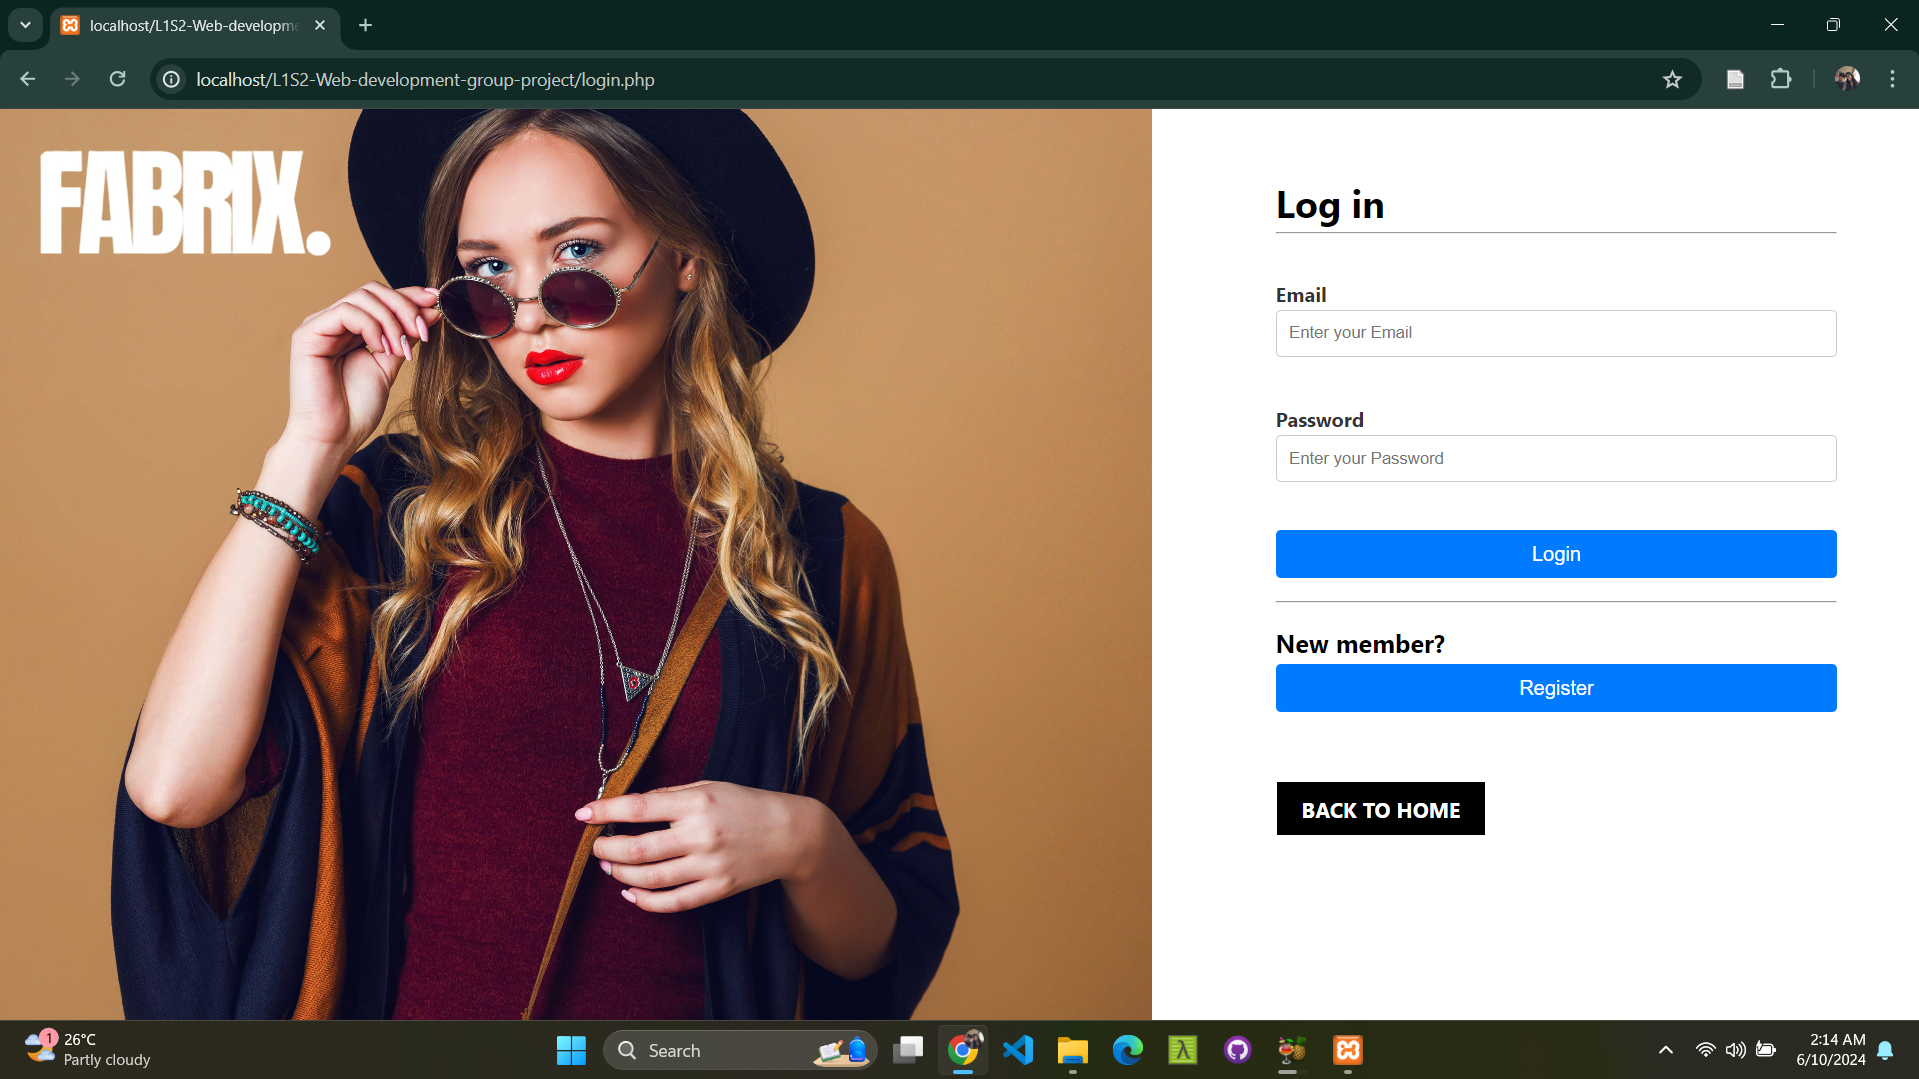 localhost/L1S2-Web-developme
localhost/L1S2-Web-development-group-project/login.php
FABRIX.
Log in
Email
Enter your Email
Password
Enter your Password
Login
New member?
Register
BACK TO HOME
1
26°C
Partly cloudy
Search
2:14 AM
6/10/2024